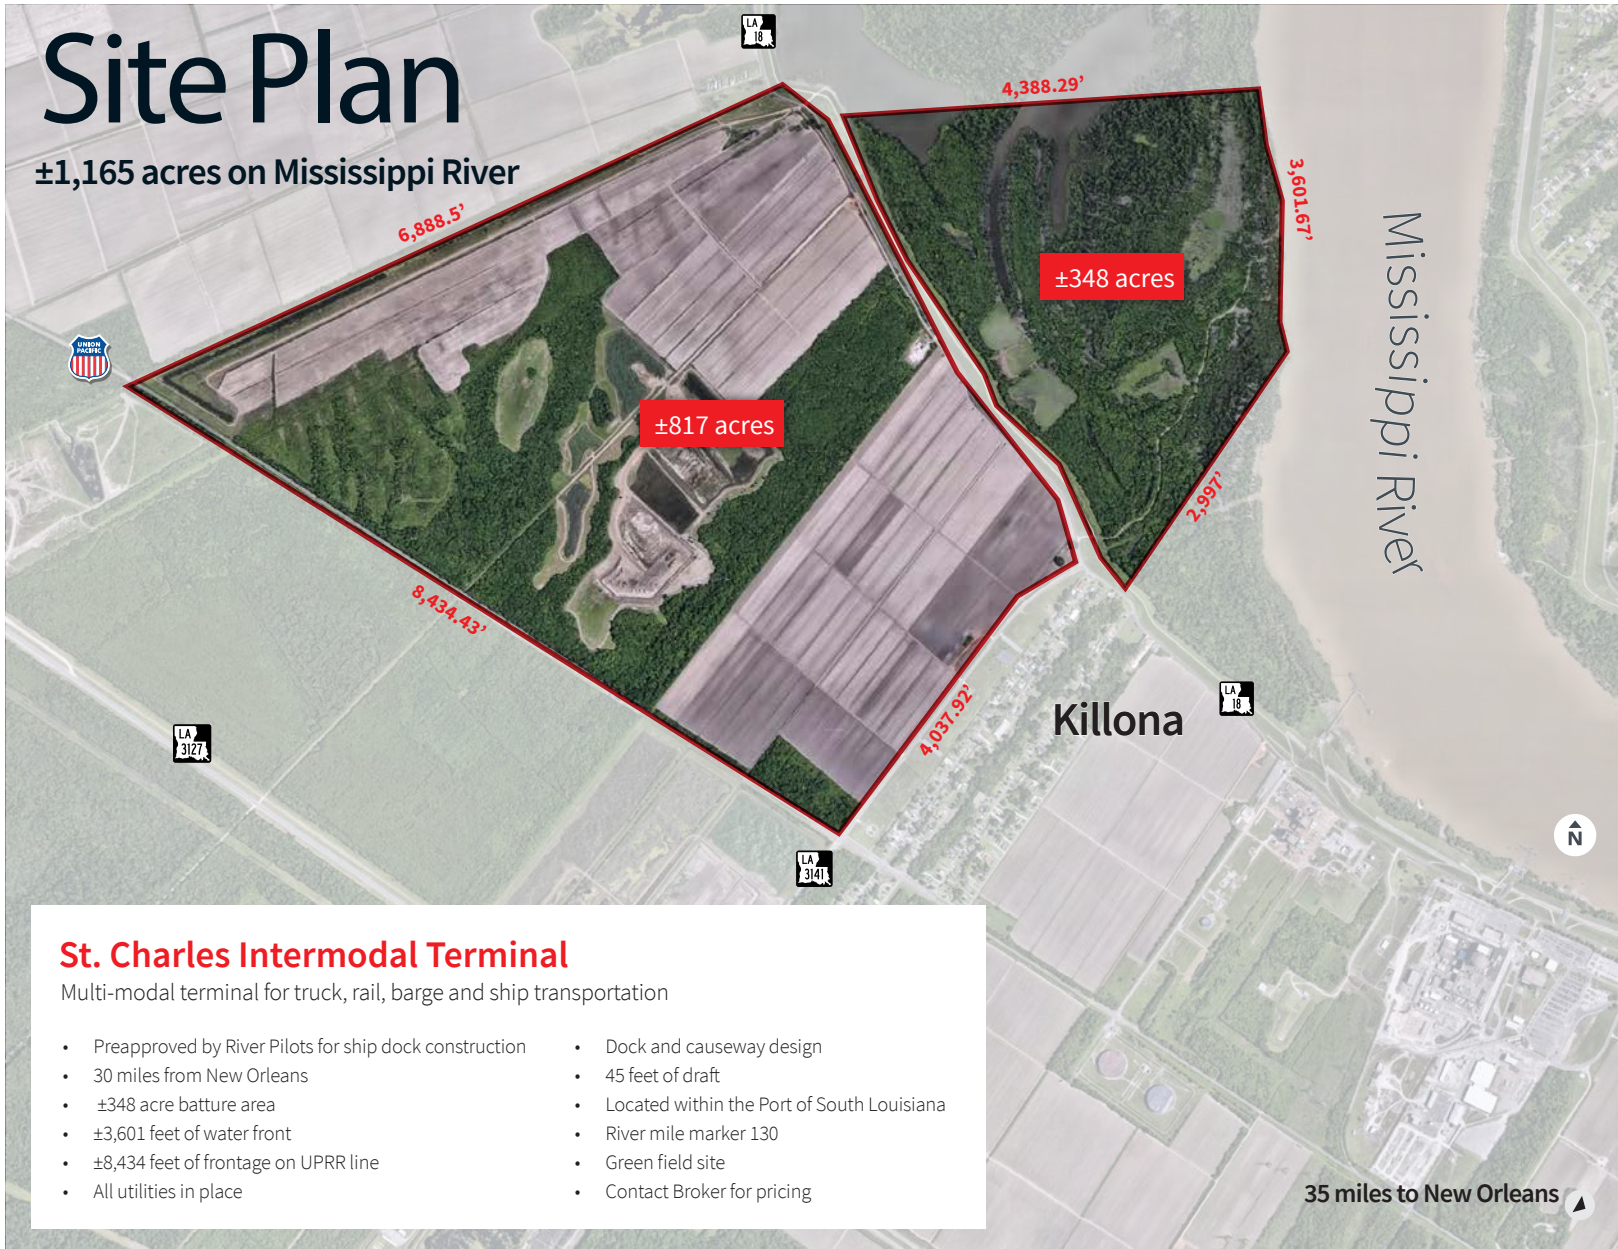 Site Plan
±1,165 acres on Mississippi River
LA
18
4,388.29’
3,601.67’
6,888.5’
±348 acres
Mississippi River
UNION
PACIFIC
±817 acres
2,997’
8,434.43’
4,037.92’
LA
18
Killona
LA
3127
N
LA
3141
St. Charles Intermodal Terminal
Multi-modal terminal for truck, rail, barge and ship transportation
• Preapproved by River Pilots for ship dock construction
• 30 miles from New Orleans
• ±348 acre batture area
• ±3,601 feet of water front
• ±8,434 feet of frontage on UPRR line
• All utilities in place
• Dock and causeway design
• 45 feet of draft
• Located within the Port of South Louisiana
• River mile marker 130
• Green field site
• Contact Broker for pricing
35 miles to New Orleans